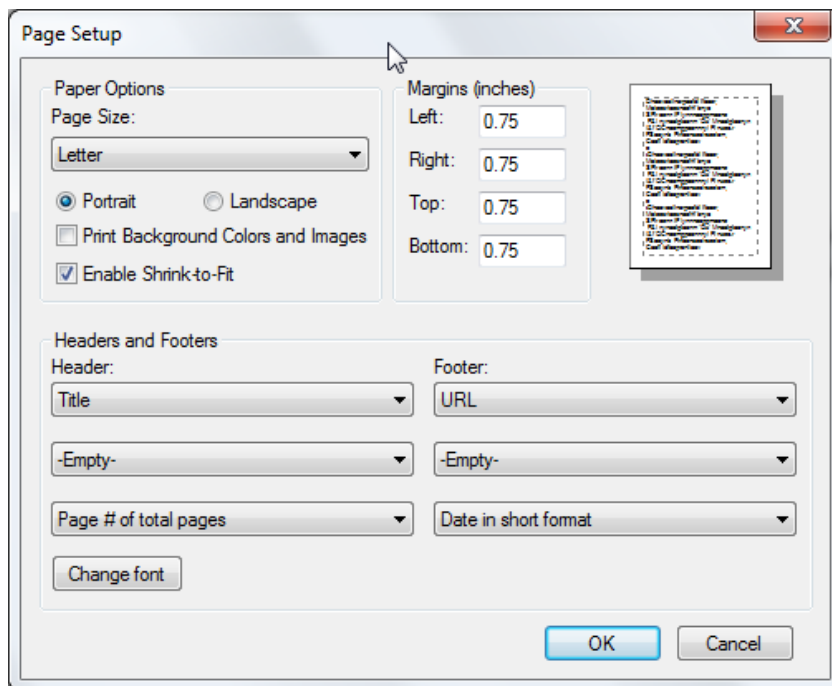 Page Setup
Paper Options
Page Size:
Letter
Portrait
Landscape
Print Background Colors and Images
Enable Shrink-to-Fit
Margins (inches)
Left: 0.75
Right: 0.75
Top: 0.75
Bottom: 0.75
Headers and Footers
Header:
Title
-Empty-
Page # of total pages
Change font
Footer:
URL
-Empty-
Date in short format
OK
Cancel